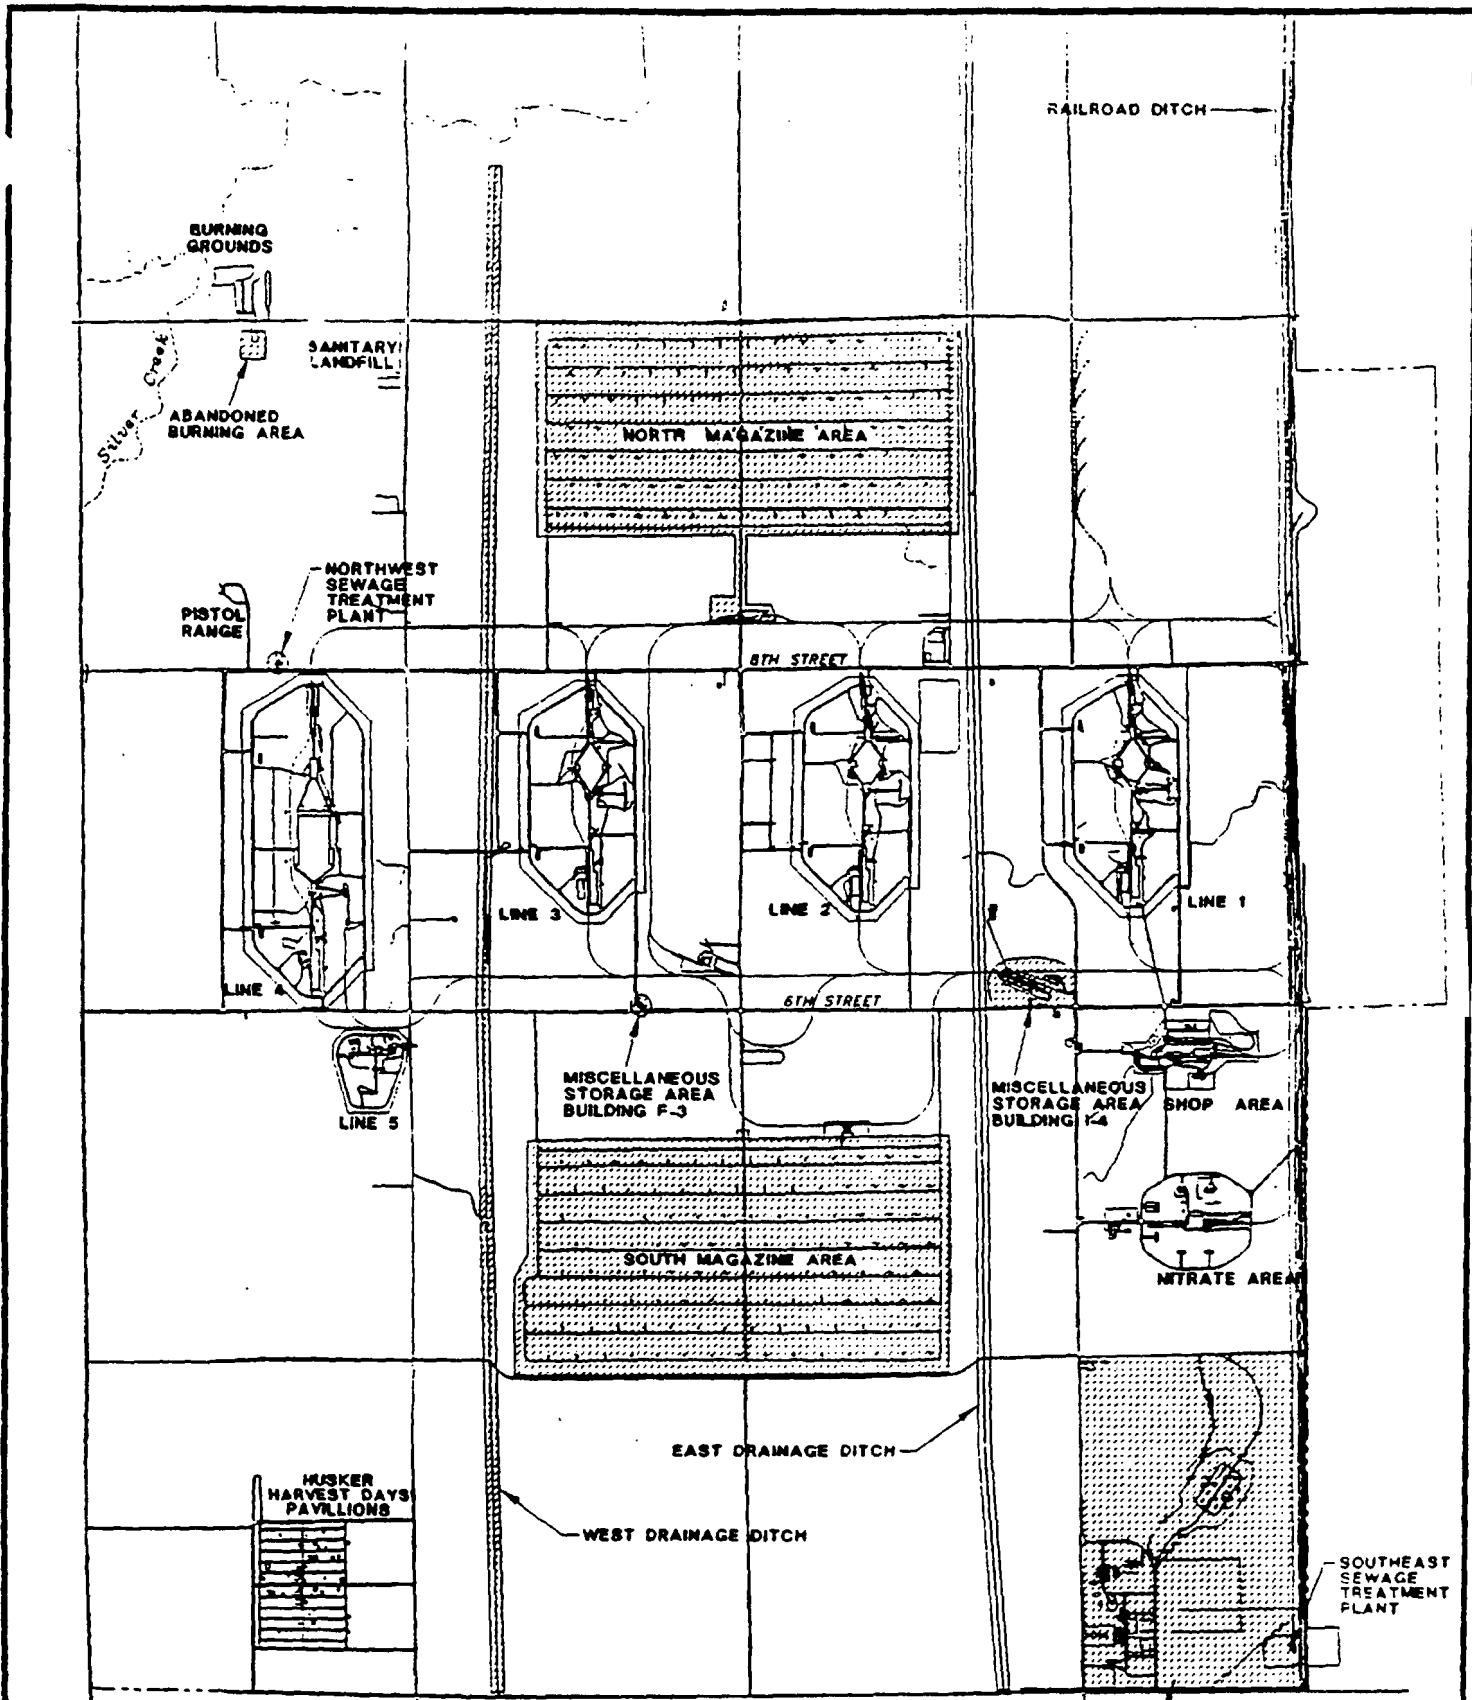 RAILROAD DITCH
BURNING
GROUNDS
SANITARY
LANDFILL
Silver Creek
ABANDONED
BURNING AREA
NORTH MAGAZINE AREA
NORTHWEST
SEWAGE
TREATMENT
PLANT
PISTOL
RANGE
8TH STREET
LINE 3
LINE 2
LINE 1
LINE 4
6TH STREET
MISCELLANEOUS
STORAGE AREA
BUILDING F-3
MISCELLANEOUS
STORAGE AREA
BUILDING
SHOP AREA
LINE 5
SOUTH MAGAZINE AREA
NITRATE AREA
EAST DRAINAGE DITCH
HUSKER
HARVEST DAYS
PAVILLIONS
WEST DRAINAGE DITCH
SOUTHEAST
SEWAGE
TREATMENT
PLANT